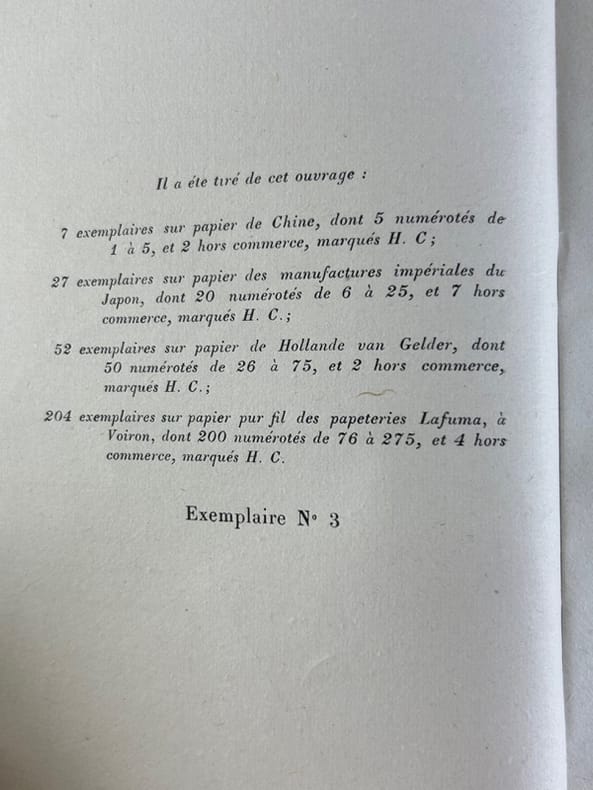 Il a éte tiré de cet ouvrage :
7 exemplaires sur papier de Chine, dont 5 numérotés de
1 à 5, et 2 hors commerce, marqués H. C ;
27 exemplaires sur papier des manufactures impériales du
Japon, dont 20 numérotés de 6 à 25, et 7 hors
commerce, marqués H. C. ;
52 exemplaires sur papier de Hollande van Gelder, dont
50 numérotés de 26 à 75, et 2 hors commerce,
marqués H. C. ;
204 exemplaires sur papier pur fil des papeteries Lafuma, à
Voiron, dont 200 numérotés de 76 à 275, et 4 hors
commerce, marqués H. C.
Exemplaire Nº 3